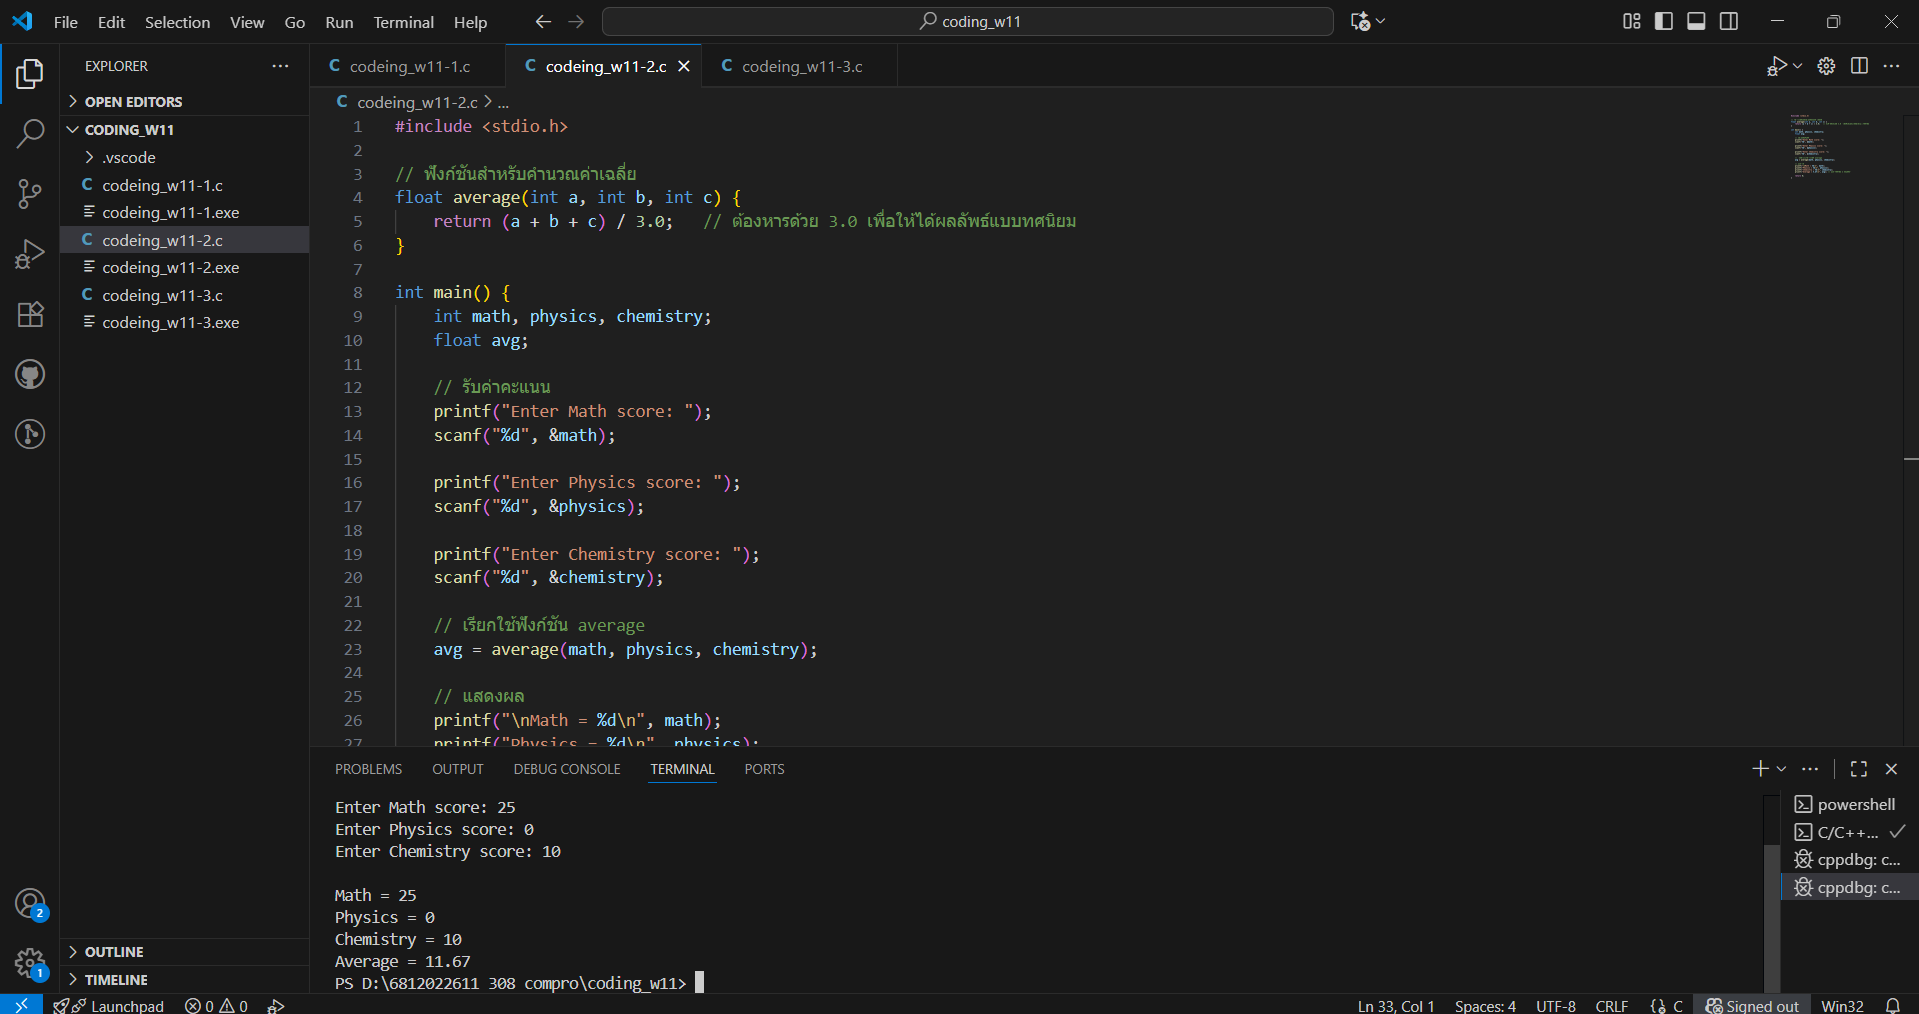 File Edit Selection View Go Run Terminal Help
coding_w11
EXPLORER
OPEN EDITORS
CODING_W11
.vscode
codeing_w11-1.c
codeing_w11-1.exe
codeing_w11-2.c
codeing_w11-2.exe
codeing_w11-3.c
codeing_w11-3.exe
OUTLINE
TIMELINE
codeing_w11-1.c codeing_w11-2.c codeing_w11-3.c
codeing_w11-2.c > ...
1 #include <stdio.h>
2
3 // ฟังก์ชันสำหรับคำนวณค่าเฉลี่ย
4 float average(int a, int b, int c) {
5 return (a + b + c) / 3.0; // ต้องหารด้วย 3.0 เพื่อให้ได้ผลลัพธ์แบบทศนิยม
6 }
7
8 int main() {
9 int math, physics, chemistry;
10 float avg;
11
12 // รับค่าคะแนน
13 printf("Enter Math score: ");
14 scanf("%d", &math);
15
16 printf("Enter Physics score: ");
17 scanf("%d", &physics);
18
19 printf("Enter Chemistry score: ");
20 scanf("%d", &chemistry);
21
22 // เรียกใช้ฟังก์ชัน average
23 avg = average(math, physics, chemistry);
24
25 // แสดงผล
26 printf("\nMath = %d\n", math);
27 printf("Physics = %d\n", physics);
PROBLEMS OUTPUT DEBUG CONSOLE TERMINAL PORTS
Enter Math score: 25
Enter Physics score: 0
Enter Chemistry score: 10
Math = 25
Physics = 0
Chemistry = 10
Average = 11.67
PS D:\6812022611 308 compro\coding_w11>
powershell
C/C++...
cppdbg: c...
cppdbg: c...
2
1
Launchpad 0 0
Ln 33, Col 1 Spaces: 4 UTF-8 CRLF {} C Signed out Win32